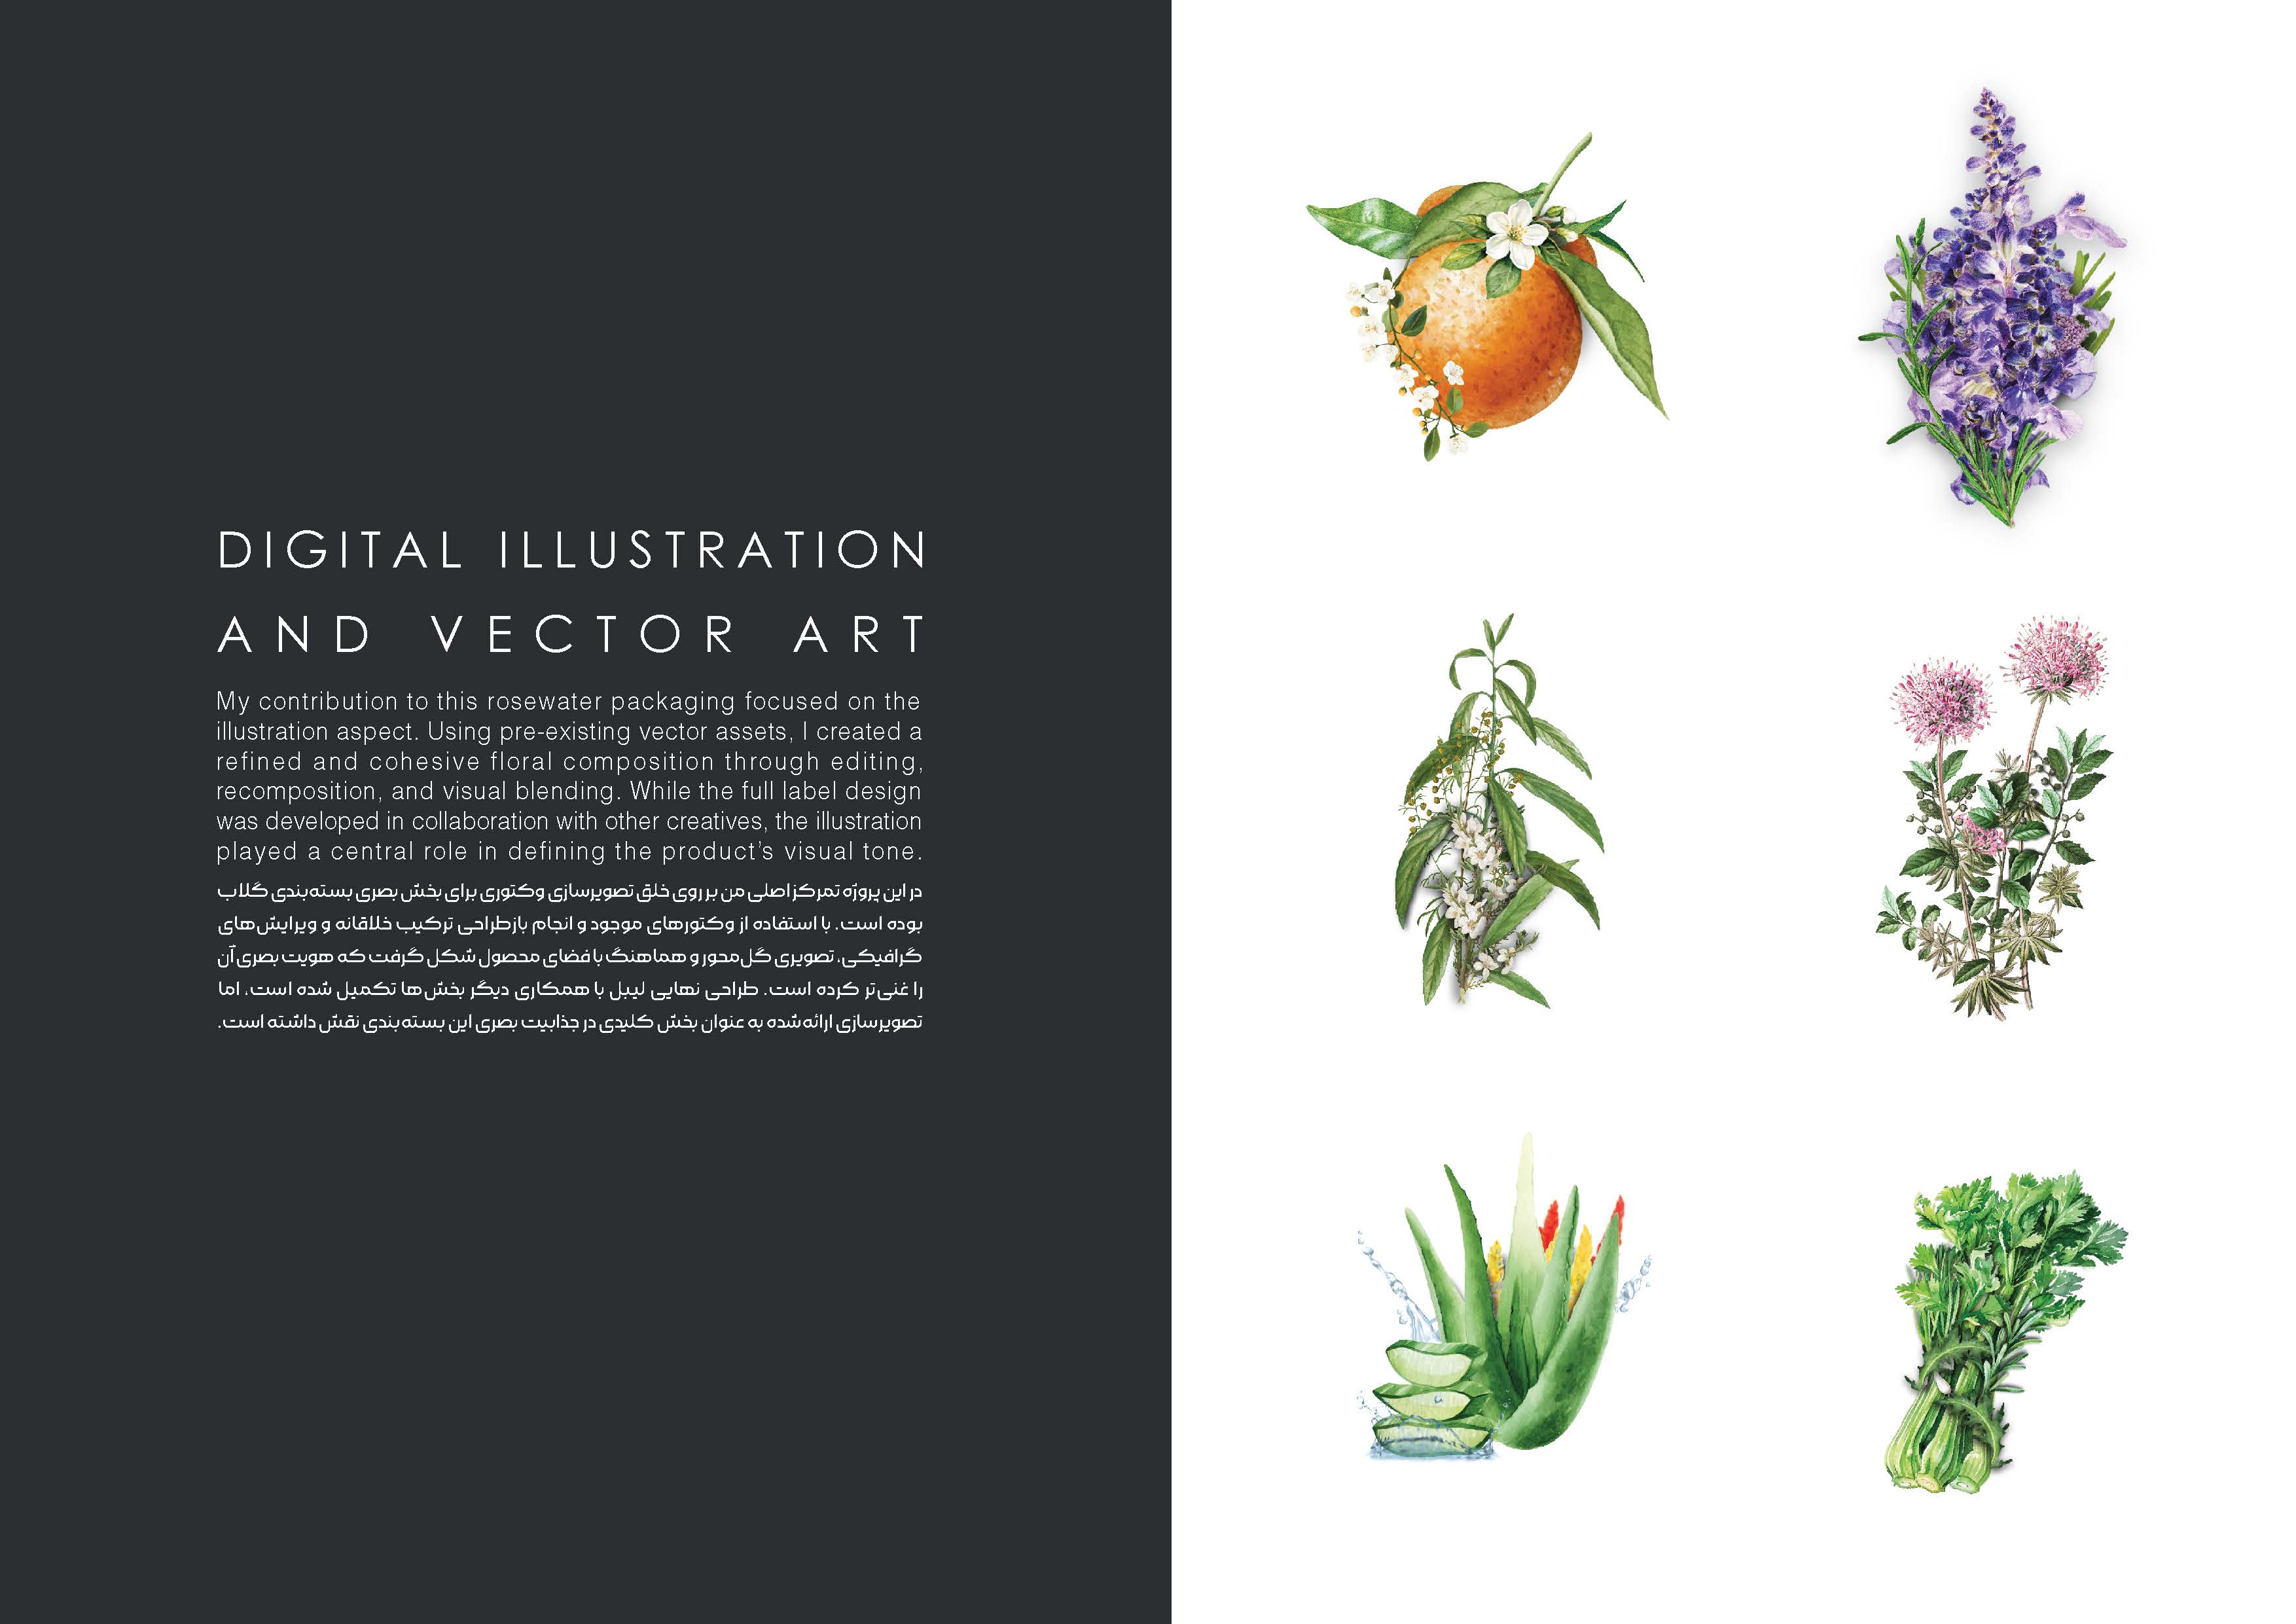 DIGITAL ILLUSTRATION
AND VECTOR ART
My contribution to this rosewater packaging focused on the
illustration aspect. Using pre-existing vector assets, I created a
refined and cohesive floral composition through editing,
recomposition, and visual blending. While the full label design
was developed in collaboration with other creatives, the illustration
played a central role in defining the product’s visual tone.
در این پروژه تمرکز اصلی من بر روی خلق تصویرسازی وکتوری برای بخش بصری بسته‌بندی گلاب
بوده است. با استفاده از وکتورهای موجود و انجام بازطراحی ترکیب خلاقانه و ویرایش‌های
گرافیکی، تصویری گل‌محور و هماهنگ با فضای محصول شکل گرفت که هویت بصری آن
را غنی‌تر کرده است. طراحی نهایی لیبل با همکاری دیگر بخش‌ها تکمیل شده است، اما
تصویرسازی ارائه‌شده به عنوان بخش کلیدی در جذابیت بصری این بسته‌بندی نقش داشته است.